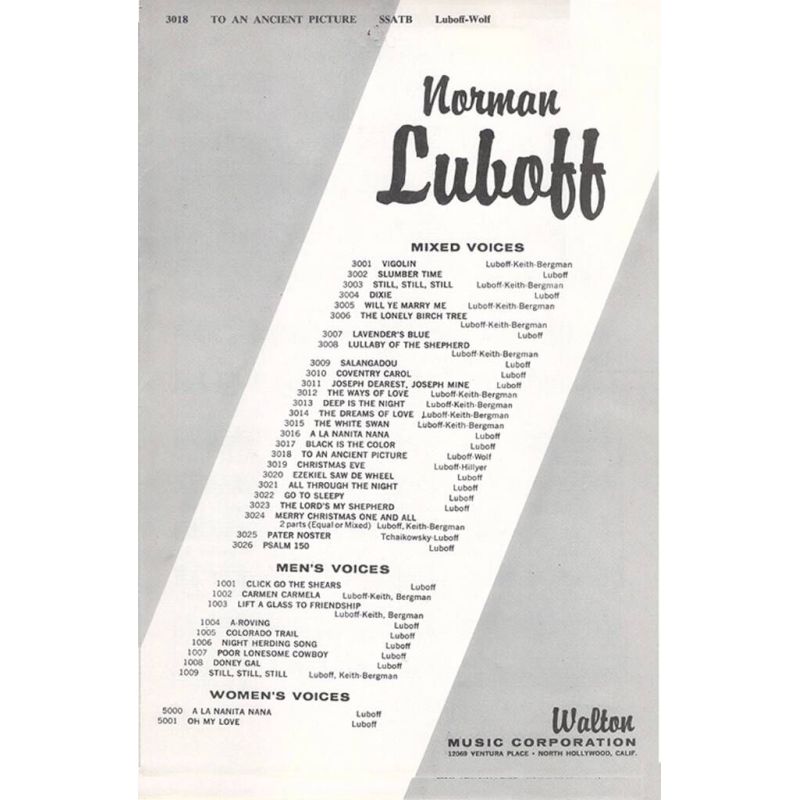 3018 TO AN ANCIENT PICTURE SSATB Luboff-Wolf
Norman
Luboff
MIXED VOICES
3001 VIGOLIN Luboff-Keith-Bergman
3002 SLUMBER TIME Luboff
3003 STILL, STILL, STILL Luboff-Keith-Bergman
3004 DIXIE Luboff
3005 WILL YE MARRY ME Luboff-Keith-Bergman
3006 THE LONELY BIRCH TREE
Luboff-Keith-Bergman
3007 LAVENDER'S BLUE Luboff
3008 LULLABY OF THE SHEPHERD
Luboff-Keith-Bergman
3009 SALANGADOU Luboff
3010 COVENTRY CAROL Luboff
3011 JOSEPH DEAREST, JOSEPH MINE Luboff
3012 THE WAYS OF LOVE Luboff-Keith-Bergman
3013 DEEP IS THE NIGHT Luboff-Keith-Bergman
3014 THE DREAMS OF LOVE Luboff-Keith-Bergman
3015 THE WHITE SWAN Luboff-Keith-Bergman
3016 A LA NANITA NANA Luboff
3017 BLACK IS THE COLOR Luboff
3018 TO AN ANCIENT PICTURE Luboff-Wolf
3019 CHRISTMAS EVE Luboff-Hillyer
3020 EZEKIEL SAW DE WHEEL Luboff
3021 ALL THROUGH THE NIGHT Luboff
3022 GO TO SLEEPY Luboff
3023 THE LORD'S MY SHEPHERD Luboff
3024 MERRY CHRISTMAS ONE AND ALL
2 parts (Equal or Mixed) Luboff, Keith-Bergman
3025 PATER NOSTER Tchaikowsky-Luboff
3026 PSALM 150 Luboff
MEN'S VOICES
1001 CLICK GO THE SHEARS Luboff
1002 CARMEN CARMELA Luboff-Keith, Bergman
1003 LIFT A GLASS TO FRIENDSHIP
Luboff-Keith, Bergman
1004 A-ROVING Luboff
1005 COLORADO TRAIL Luboff
1006 NIGHT HERDING SONG Luboff
1007 POOR LONESOME COWBOY Luboff
1008 DONEY GAL Luboff
1009 STILL, STILL, STILL Luboff, Keith-Bergman
WOMEN'S VOICES
5000 A LA NANITA NANA Luboff
5001 OH MY LOVE Luboff
Walton
MUSIC CORPORATION
12069 VENTURA PLACE • NORTH HOLLYWOOD, CALIF.